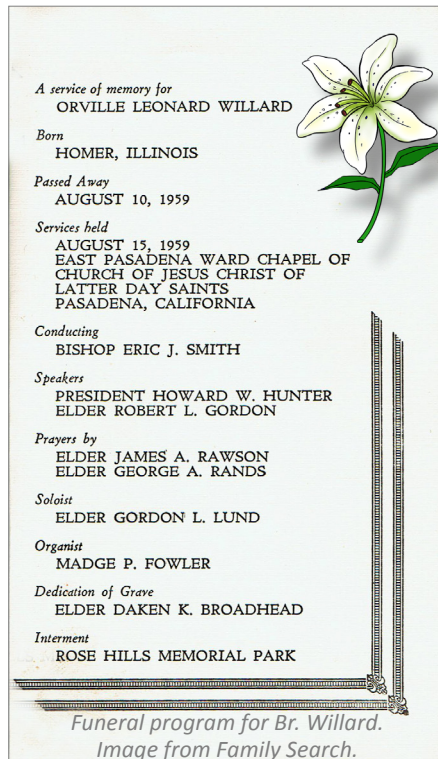 A service of memory for
ORVILLE LEONARD WILLARD
Born
HOMER, ILLINOIS
Passed Away
AUGUST 10, 1959
Services held
AUGUST 15, 1959
EAST PASADENA WARD CHAPEL OF
CHURCH OF JESUS CHRIST OF
LATTER DAY SAINTS
PASADENA, CALIFORNIA
Conducting
BISHOP ERIC J. SMITH
Speakers
PRESIDENT HOWARD W. HUNTER
ELDER ROBERT L. GORDON
Prayers by
ELDER JAMES A. RAWSON
ELDER GEORGE A. RANDS
Soloist
ELDER GORDON L. LUND
Organist
MADGE P. FOWLER
Dedication of Grave
ELDER DAKEN K. BROADHEAD
Interment
ROSE HILLS MEMORIAL PARK
Funeral program for Br. Willard.
Image from Family Search.